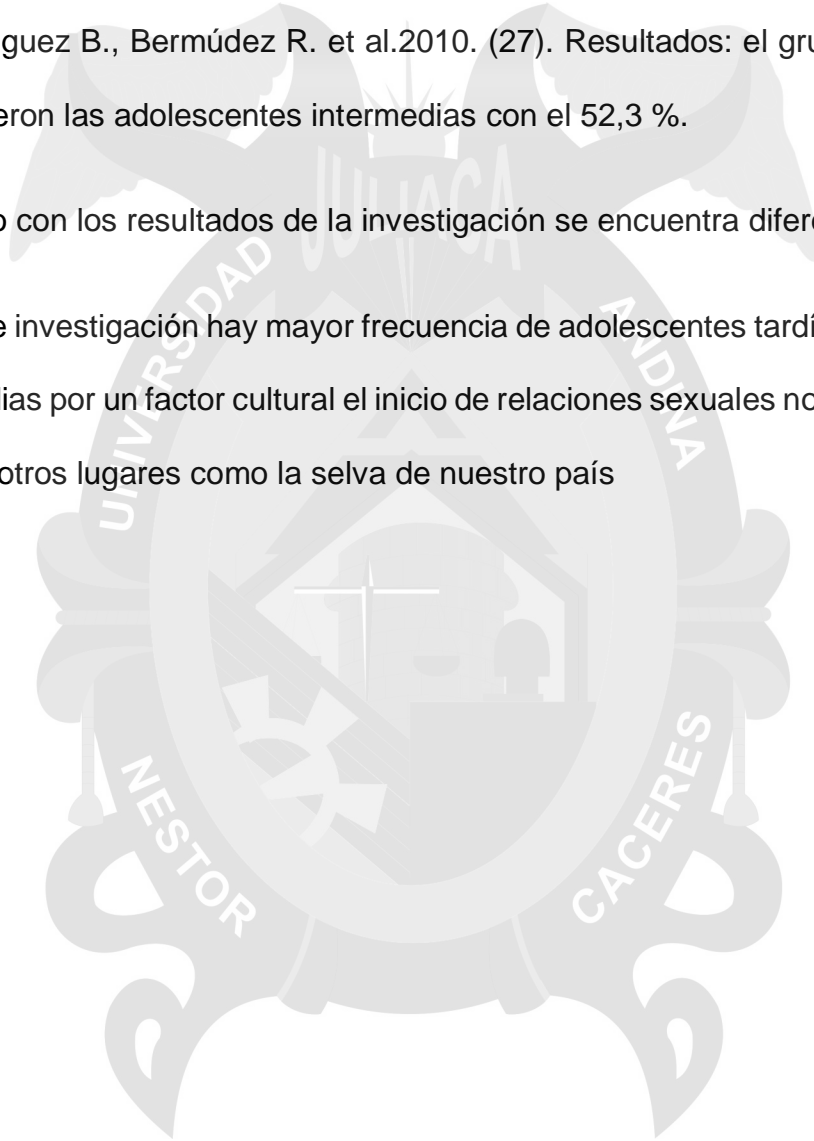 guez B., Bermúdez R. et al.2010. (27). Resultados: el gru
eron las adolescentes intermedias con el 52,3 %.
o con los resultados de la investigación se encuentra difere
e investigación hay mayor frecuencia de adolescentes tardí
lias por un factor cultural el inicio de relaciones sexuales no
otros lugares como la selva de nuestro país
UNIVERSIDAD
JULIACA
ANDINA
NESTOR
CACERES